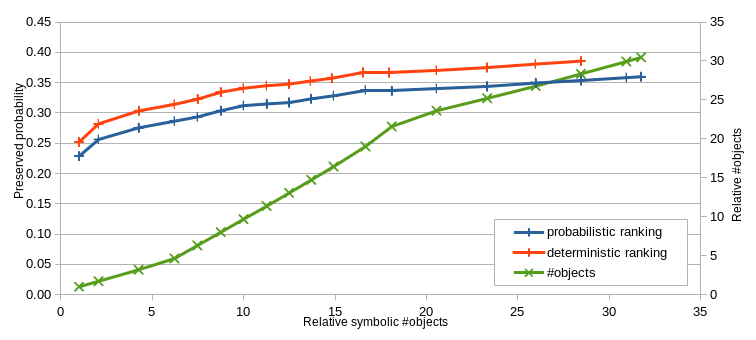 0.45
0.40
0.35
0.30
0.25
0.20
0.15
0.10
0.05
0.00
Preserved probability
35
30
25
20
15
10
5
0
Relative #objects
probabilistic ranking
deterministic ranking
#objects
0 5 10 15 20 25 30 35
Relative symbolic #objects